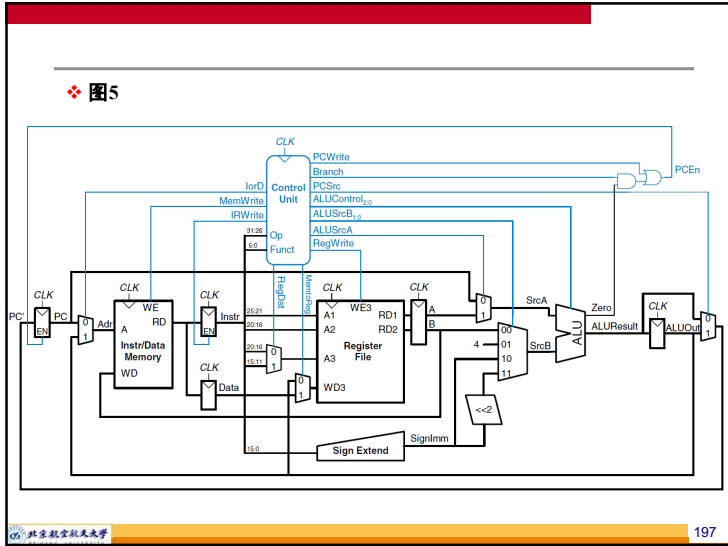 ❖ 图5
CLK
PCWrite
Branch
PCEn
IorD
Control
Unit
PCSrc
MemWrite
ALUControl2:0
IRWrite
ALUSrcB1:0
31:26
Op
ALUSrcA
5:0
Funct
RegWrite
RegDst
MemtoReg
CLK
CLK
CLK
CLK
CLK
CLK
PC'
PC
EN
0
1
Adr
WE
A
RD
Instr/Data
Memory
WD
EN
Instr
25:21
20:16
20:16
15:11
0
1
CLK
Data
0
1
WE3
A1
RD1
A2
RD2
A3
Register
File
WD3
A
B
0
1
SrcA
4
00
01
10
11
SrcB
ALU
Zero
ALUResult
ALUOut
0
1
<<2
SignImm
15:0
Sign Extend
北京航空航天大学
197